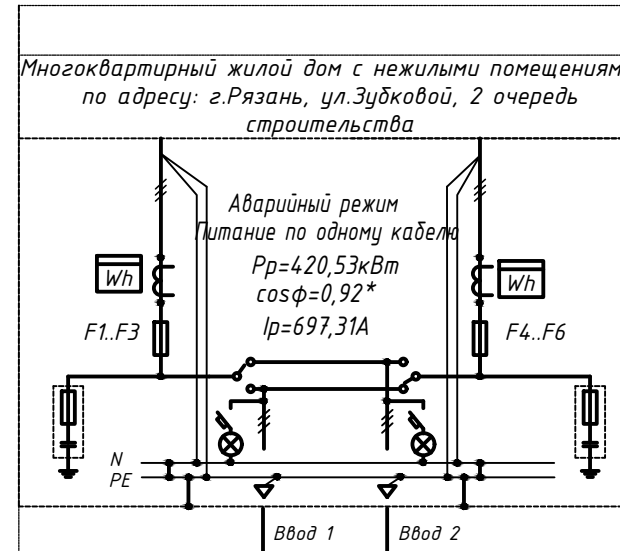 Многоквартирный жилой дом с нежилыми помещениям
по адресу: г.Рязань, ул.Зубковой, 2 очередь
строительства
Аварийный режим
Питание по одному кабелю
Pр=420,53кВт
cosφ=0,92*
Iр=697,31А
Wh
Wh
F1..F3
F4..F6
N
PE
Ввод 1
Ввод 2